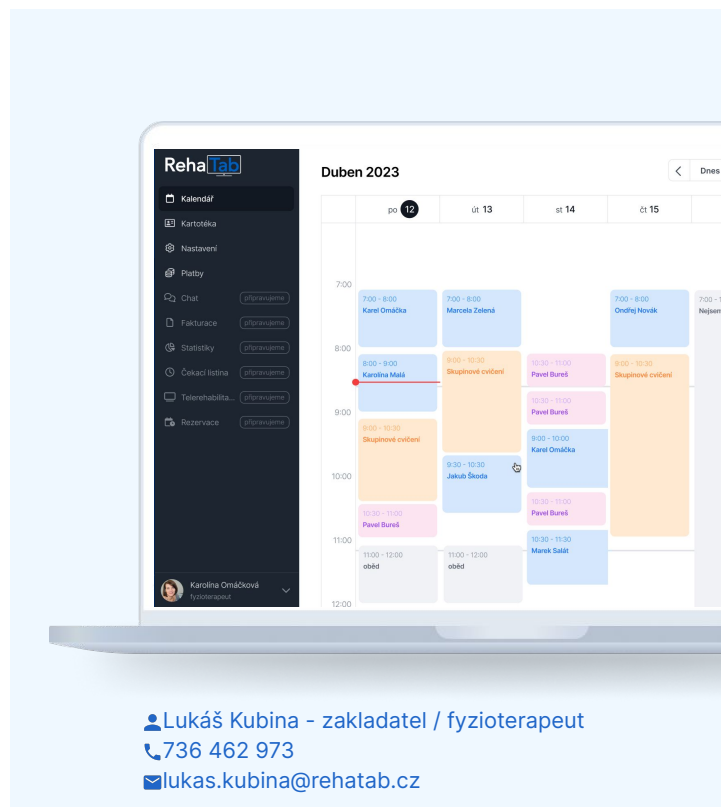 RehaTab
Duben 2023
Dnes
Kalendář
Kartotéka
Nastavení
Platby
Chat připravujeme
Fakturace připravujeme
Statistiky připravujeme
Čekací listina připravujeme
Telerehabilita... připravujeme
Rezervace připravujeme
Karolína Omáčková
fyzioterapeut
po 12 út 13 st 14 čt 15
7:00
8:00
9:00
10:00
11:00
12:00
7:00 - 8:00
Karel Omáčka
8:00 - 9:00
Karolína Malá
9:00 - 10:30
Skupinové cvičení
10:30 - 11:00
Pavel Bureš
11:00 - 12:00
oběd
7:00 - 8:00
Marcela Zelená
9:00 - 10:30
Skupinové cvičení
9:30 - 10:30
Jakub Škoda
11:00 - 12:00
oběd
10:30 - 11:00
Pavel Bureš
10:30 - 11:00
Pavel Bureš
9:00 - 10:00
Karel Omáčka
10:30 - 11:00
Pavel Bureš
10:30 - 11:30
Marek Salát
7:00 - 8:00
Ondřej Novák
9:00 - 10:30
Skupinové cvičení
7:00 - 1
Nejsem
Lukáš Kubina - zakladatel / fyzioterapeut
736 462 973
lukas.kubina@rehatab.cz